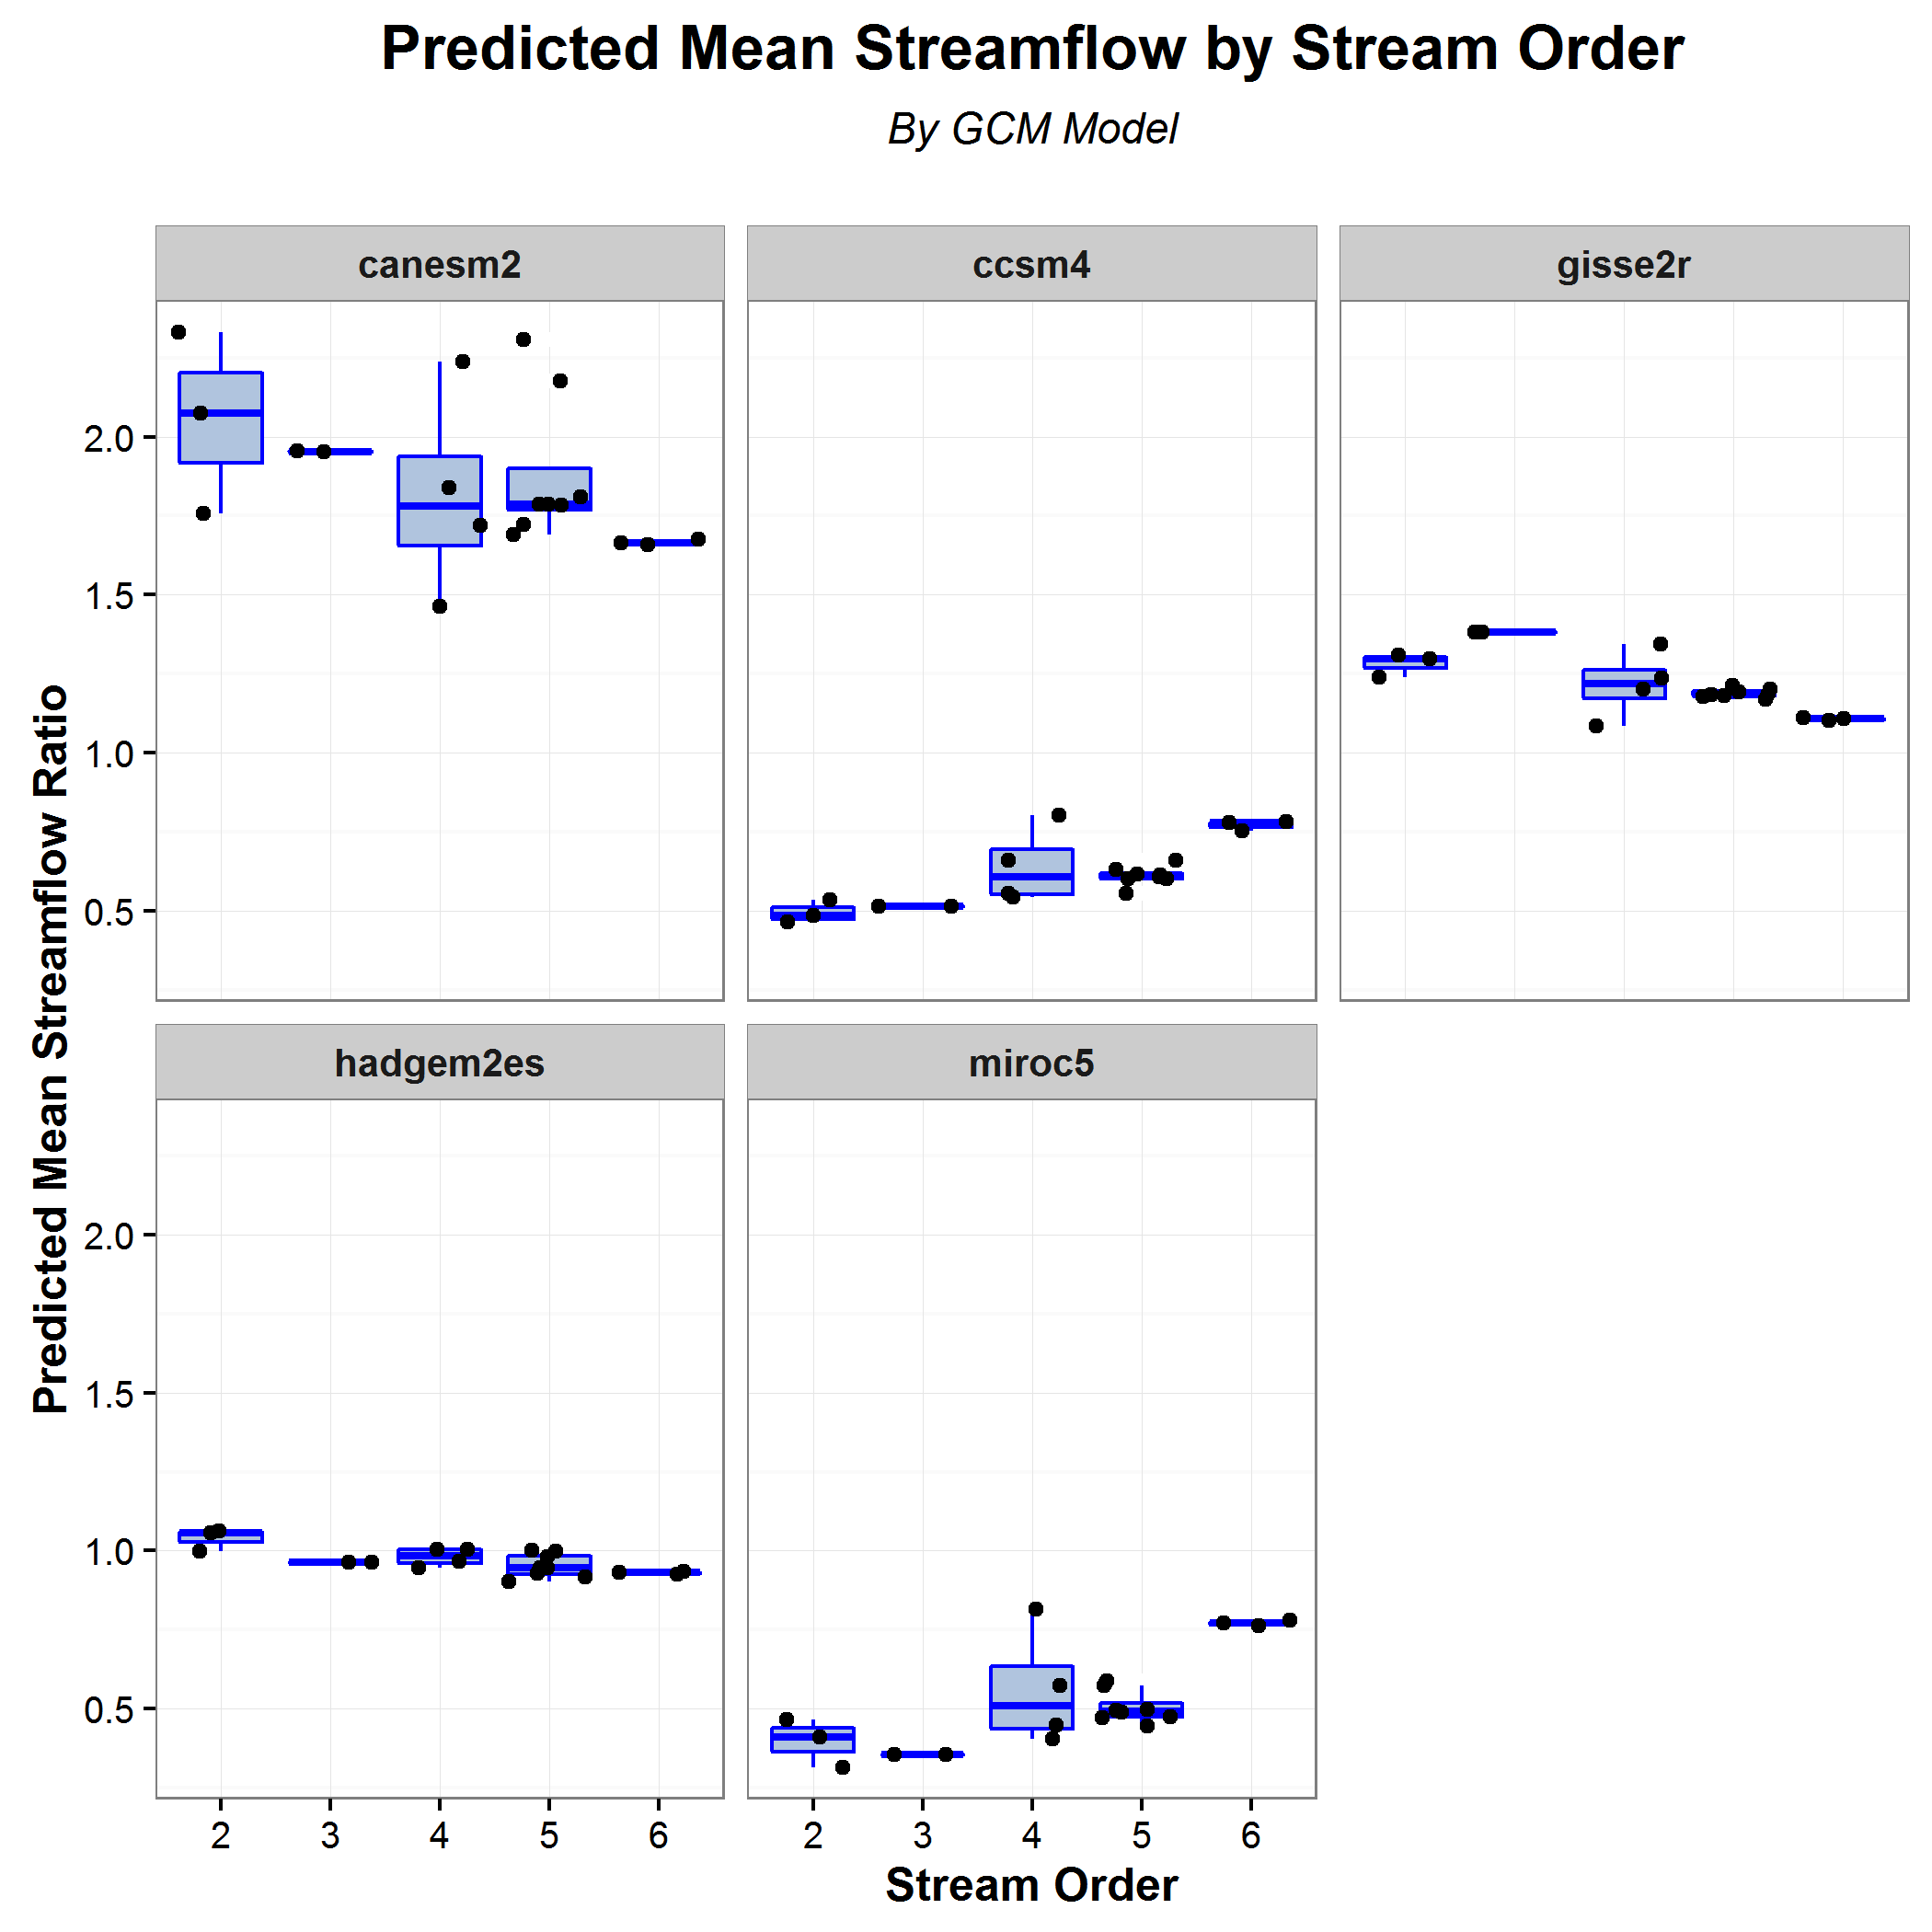 Predicted Mean Streamflow by Stream Order
By GCM Model
canesm2
ccsm4
gisse2r
2.0
1.5
1.0
0.5
Predicted Mean Streamflow Ratio
hadgem2es
miroc5
2.0
1.5
1.0
0.5
2 3 4 5 6
2 3 4 5 6
Stream Order